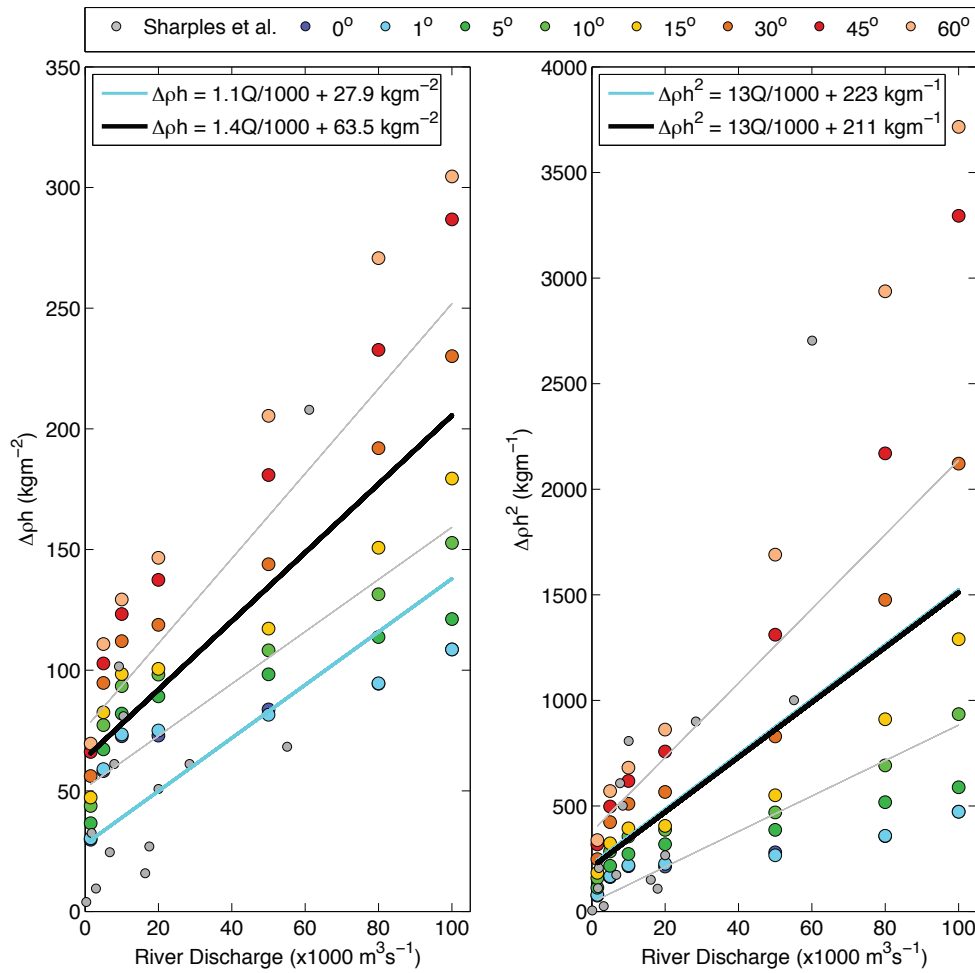 Sharples et al. 0° 1° 5° 10° 15° 30° 45° 60°
350
300
250
200
150
100
50
0
Δρh (kgm⁻²)
Δρh = 1.1Q/1000 + 27.9 kgm⁻²
Δρh = 1.4Q/1000 + 63.5 kgm⁻²
0 20 40 60 80 100
River Discharge (x1000 m³s⁻¹)
4000
3500
3000
2500
2000
1500
1000
500
0
Δρh² (kgm⁻¹)
Δρh² = 13Q/1000 + 223 kgm⁻¹
Δρh² = 13Q/1000 + 211 kgm⁻¹
0 20 40 60 80 100
River Discharge (x1000 m³s⁻¹)